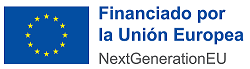 Financiado por
la Unión Europea
NextGenerationEU